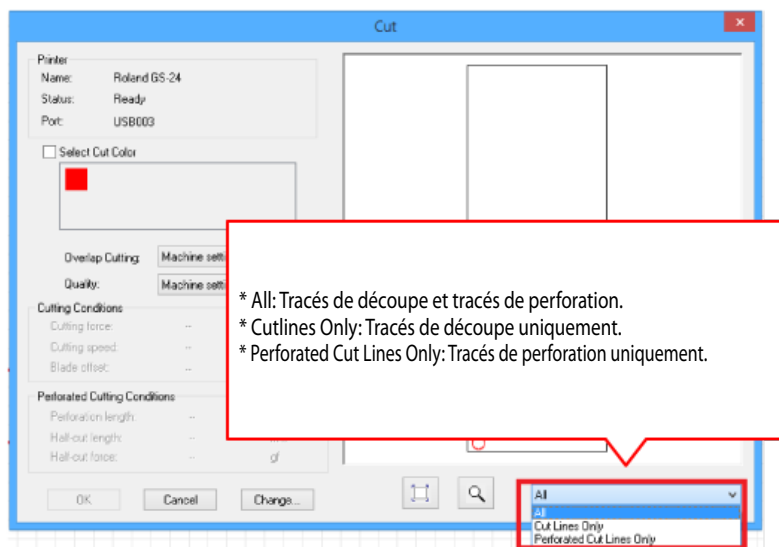 Cut
Printer
Name: Roland GS-24
Status: Ready
Port: USB003
Select Cut Color
Overlap Cutting: Machine setti
Quality: Machine setti
Cutting Conditions
Cutting force: --
Cutting speed: --
Blade offset: --
Perforated Cutting Conditions
Perforation length: --
Half-cut length: --
Half-cut force: -- gf
* All: Tracés de découpe et tracés de perforation.
* Cutlines Only: Tracés de découpe uniquement.
* Perforated Cut Lines Only: Tracés de perforation uniquement.
OK Cancel Change...
All
All
Cut Lines Only
Perforated Cut Lines Only